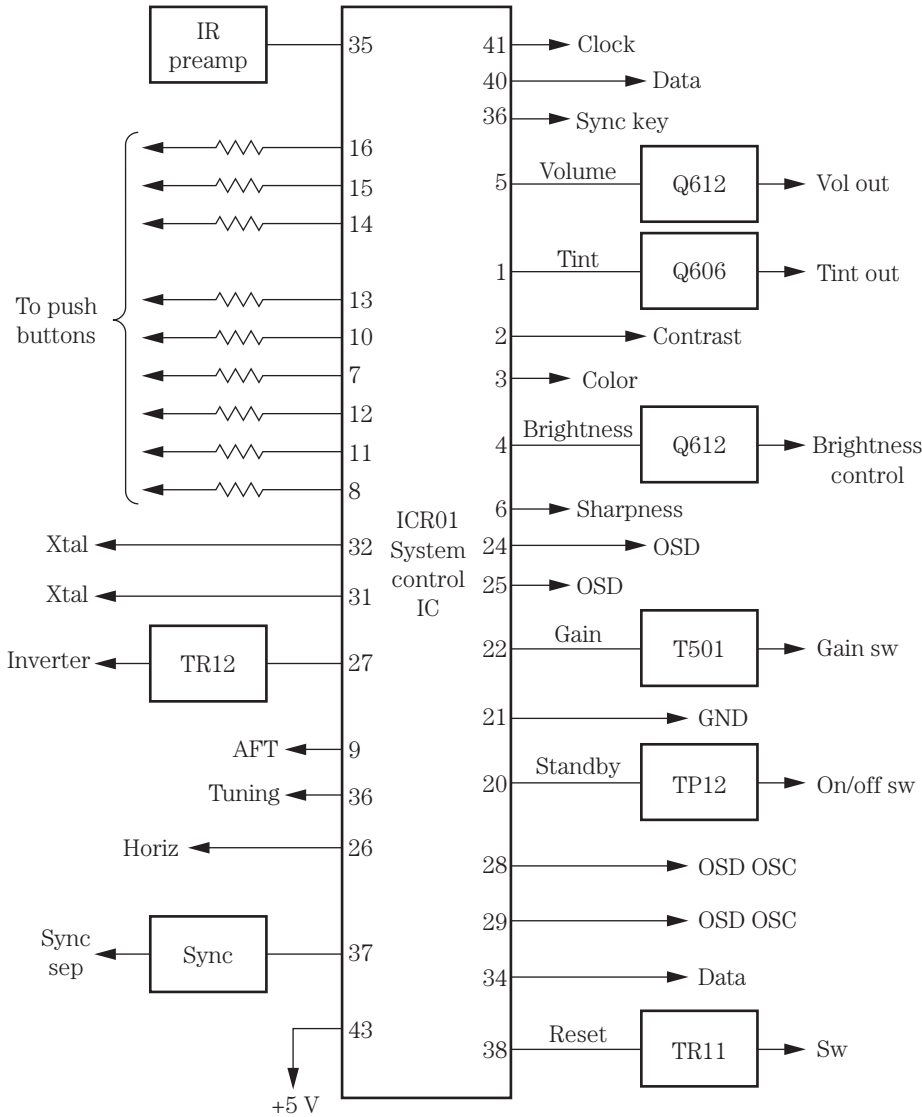 IR
preamp
35
16
15
14
13
10
7
12
11
8
To push
buttons
Xtal
32
Xtal
31
Inverter
TR12
27
AFT
9
Tuning
36
Horiz
26
Sync
sep
Sync
37
43
+5 V
ICR01
System
control
IC
41
Clock
40
Data
36
Sync key
5
Volume
Q612
Vol out
1
Tint
Q606
Tint out
2
Contrast
3
Color
4
Brightness
Q612
Brightness
control
6
Sharpness
24
OSD
25
OSD
22
Gain
T501
Gain sw
21
GND
20
Standby
TP12
On/off sw
28
OSD OSC
29
OSD OSC
34
Data
38
Reset
TR11
Sw